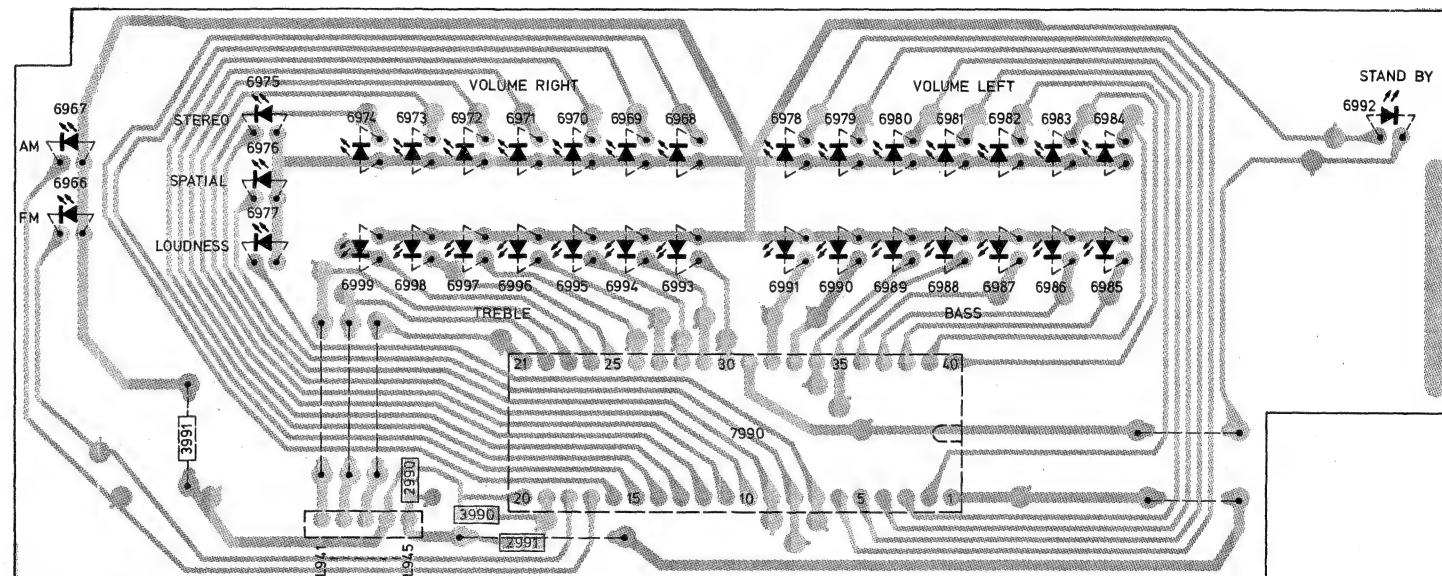 STAND BY
6975
VOLUME RIGHT
VOLUME LEFT
6967
6992
STEREO
6974 6973 6972 6971 6970 6969 6968
6978 6979 6980 6981 6982 6983 6984
AM
6976
6966
SPATIAL
6977
FM
LOUDNESS
6999 6998 6997 6996 6995 6994 6993
6991 6990 6989 6988 6987 6986 6985
TREBLE
BASS
21 25 30 35 40
3991
7990
2990
20 15 10 5 1
3990
2991
L941
L945